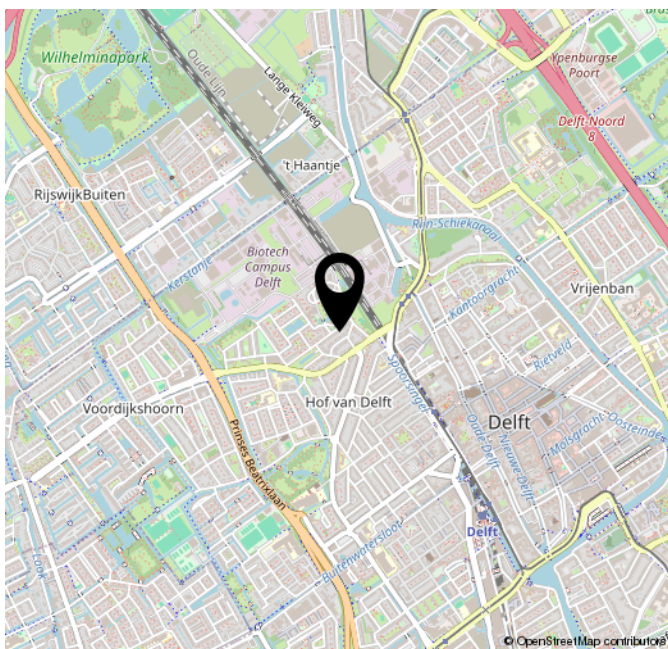 Wilhelminapark
Oude Lijn
Lange Kleiweg
Ypenburgse
Poort
Delft-Noord
8
't Haantje
RijswijkBuiten
Rijn-Schiekanaal
Biotech
Campus
Delft
Kerstanje
Kantoorgracht
Vrijenban
Rietveld
Spoorsingel
Voordijkshoorn
Hof van Delft
Delft
Prinses Beatrixlaan
Oude Delft
Nieuwe Delft
Molsgracht
Oosteinde
Delft
Buitenwatersloot
© OpenStreetMap contributors